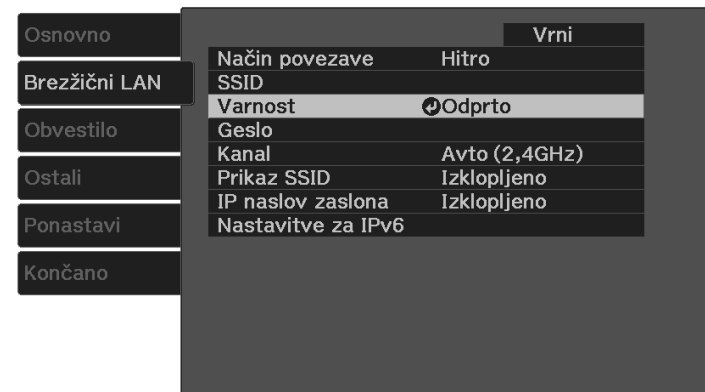 Osnovno
Brezžični LAN
Obvestilo
Ostali
Ponastavi
Končano
Vrni
Način povezave Hitro
SSID
Varnost Odprto
Geslo
Kanal Avto (2,4GHz)
Prikaz SSID Izklopljeno
IP naslov zaslona Izklopljeno
Nastavitve za IPv6